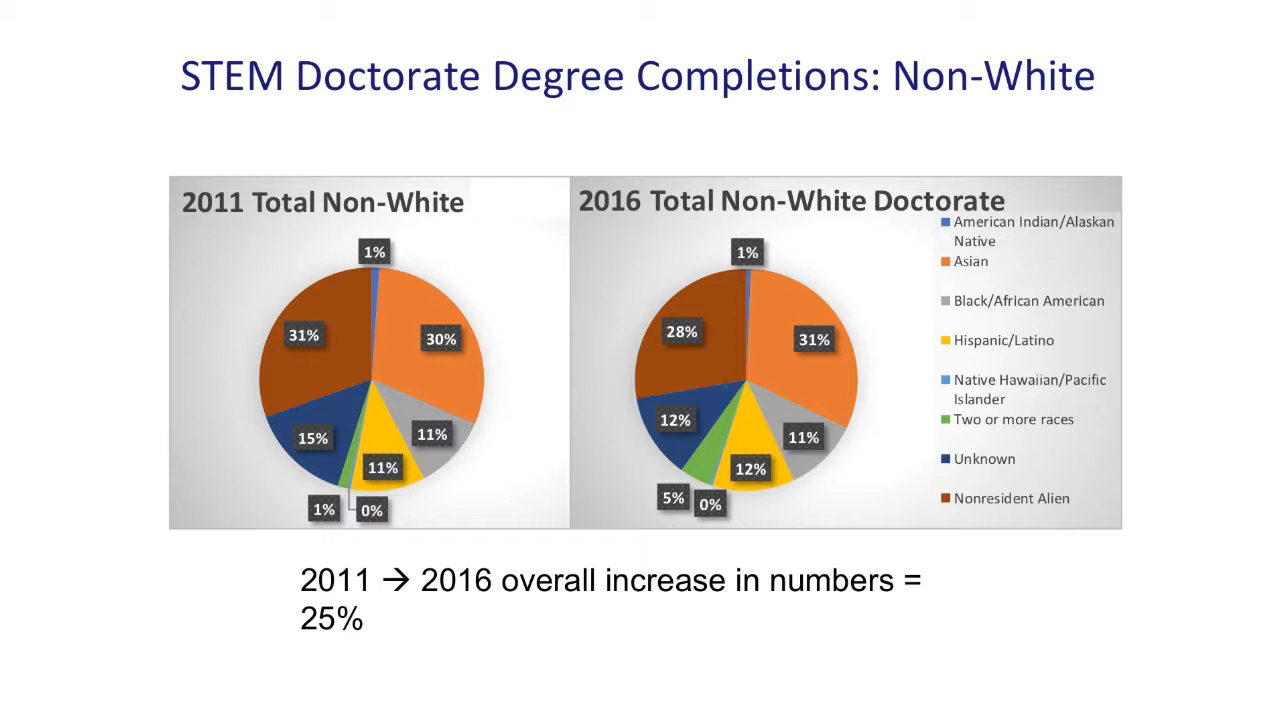 STEM Doctorate Degree Completions: Non-White
2011 Total Non-White
1%
30%
11%
11%
0%
1%
15%
31%
2016 Total Non-White Doctorate
1%
31%
11%
12%
0%
5%
12%
28%
American Indian/Alaskan
Native
Asian
Black/African American
Hispanic/Latino
Native Hawaiian/Pacific
Islander
Two or more races
Unknown
Nonresident Alien
2011 → 2016 overall increase in numbers =
25%